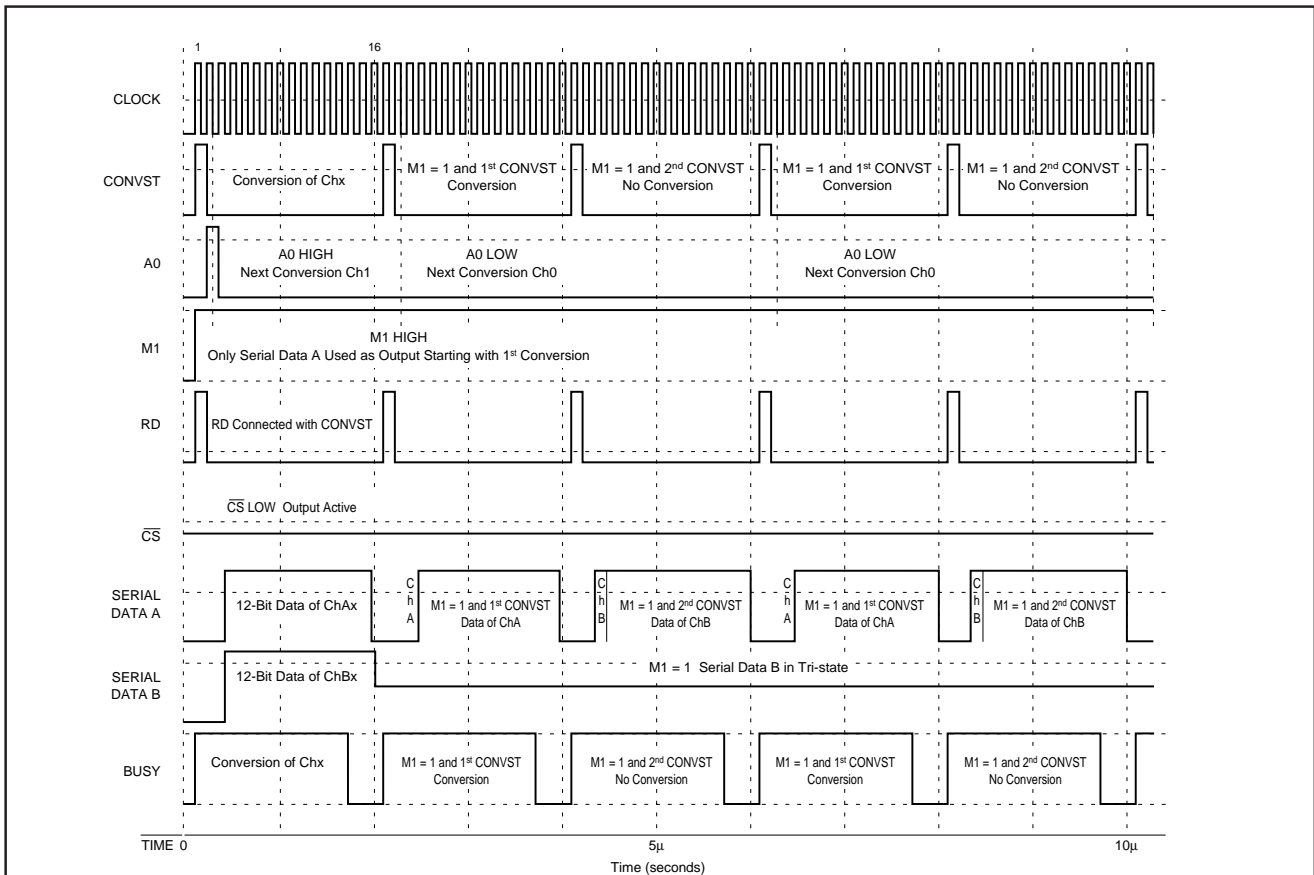 1 16
CLOCK
CONVST
Conversion of Chx
M1 = 1 and 1st CONVST
Conversion
M1 = 1 and 2nd CONVST
No Conversion
M1 = 1 and 1st CONVST
Conversion
M1 = 1 and 2nd CONVST
No Conversion
A0
A0 HIGH
Next Conversion Ch1
A0 LOW
Next Conversion Ch0
A0 LOW
Next Conversion Ch0
M1
M1 HIGH
Only Serial Data A Used as Output Starting with 1st Conversion
RD
RD Connected with CONVST
CS LOW Output Active
CS
SERIAL
DATA A
12-Bit Data of ChAx
ChA
M1 = 1 and 1st CONVST
Data of ChA
ChB
M1 = 1 and 2nd CONVST
Data of ChB
ChA
M1 = 1 and 1st CONVST
Data of ChA
ChB
M1 = 1 and 2nd CONVST
Data of ChB
SERIAL
DATA B
12-Bit Data of ChBx
M1 = 1 Serial Data B in Tri-state
BUSY
Conversion of Chx
M1 = 1 and 1st CONVST
Conversion
M1 = 1 and 2nd CONVST
No Conversion
M1 = 1 and 1st CONVST
Conversion
M1 = 1 and 2nd CONVST
No Conversion
TIME 0 5µ 10µ
Time (seconds)